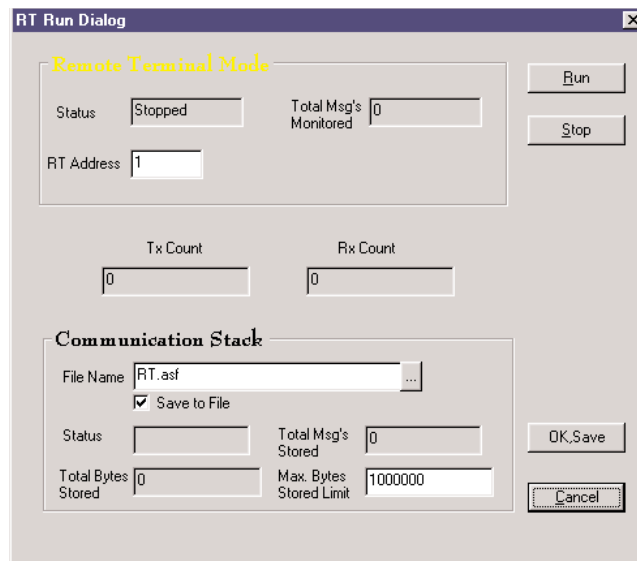 RT Run Dialog
Remote Terminal Mode
Run
Status Stopped
Total Msg's
Monitored 0
Stop
RT Address 1
Tx Count
Rx Count
0
0
Communication Stack
File Name RT.asf ...
Save to File
Status
Total Msg's
Stored 0
OK,Save
Total Bytes
Stored 0
Max. Bytes
Stored Limit 1000000
Cancel